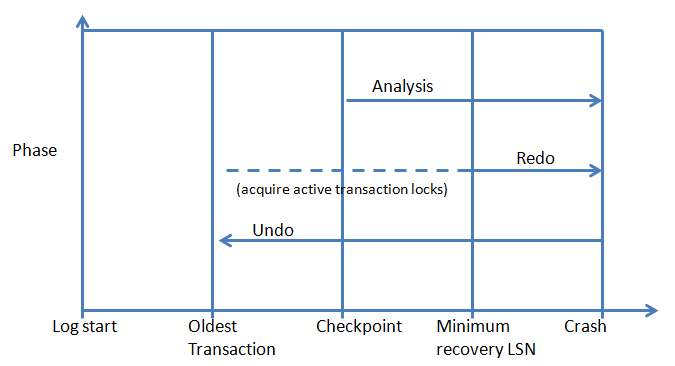 Analysis
Phase
Redo
(acquire active transaction locks)
Undo
Log start
Oldest
Transaction
Checkpoint
Minimum
recovery LSN
Crash